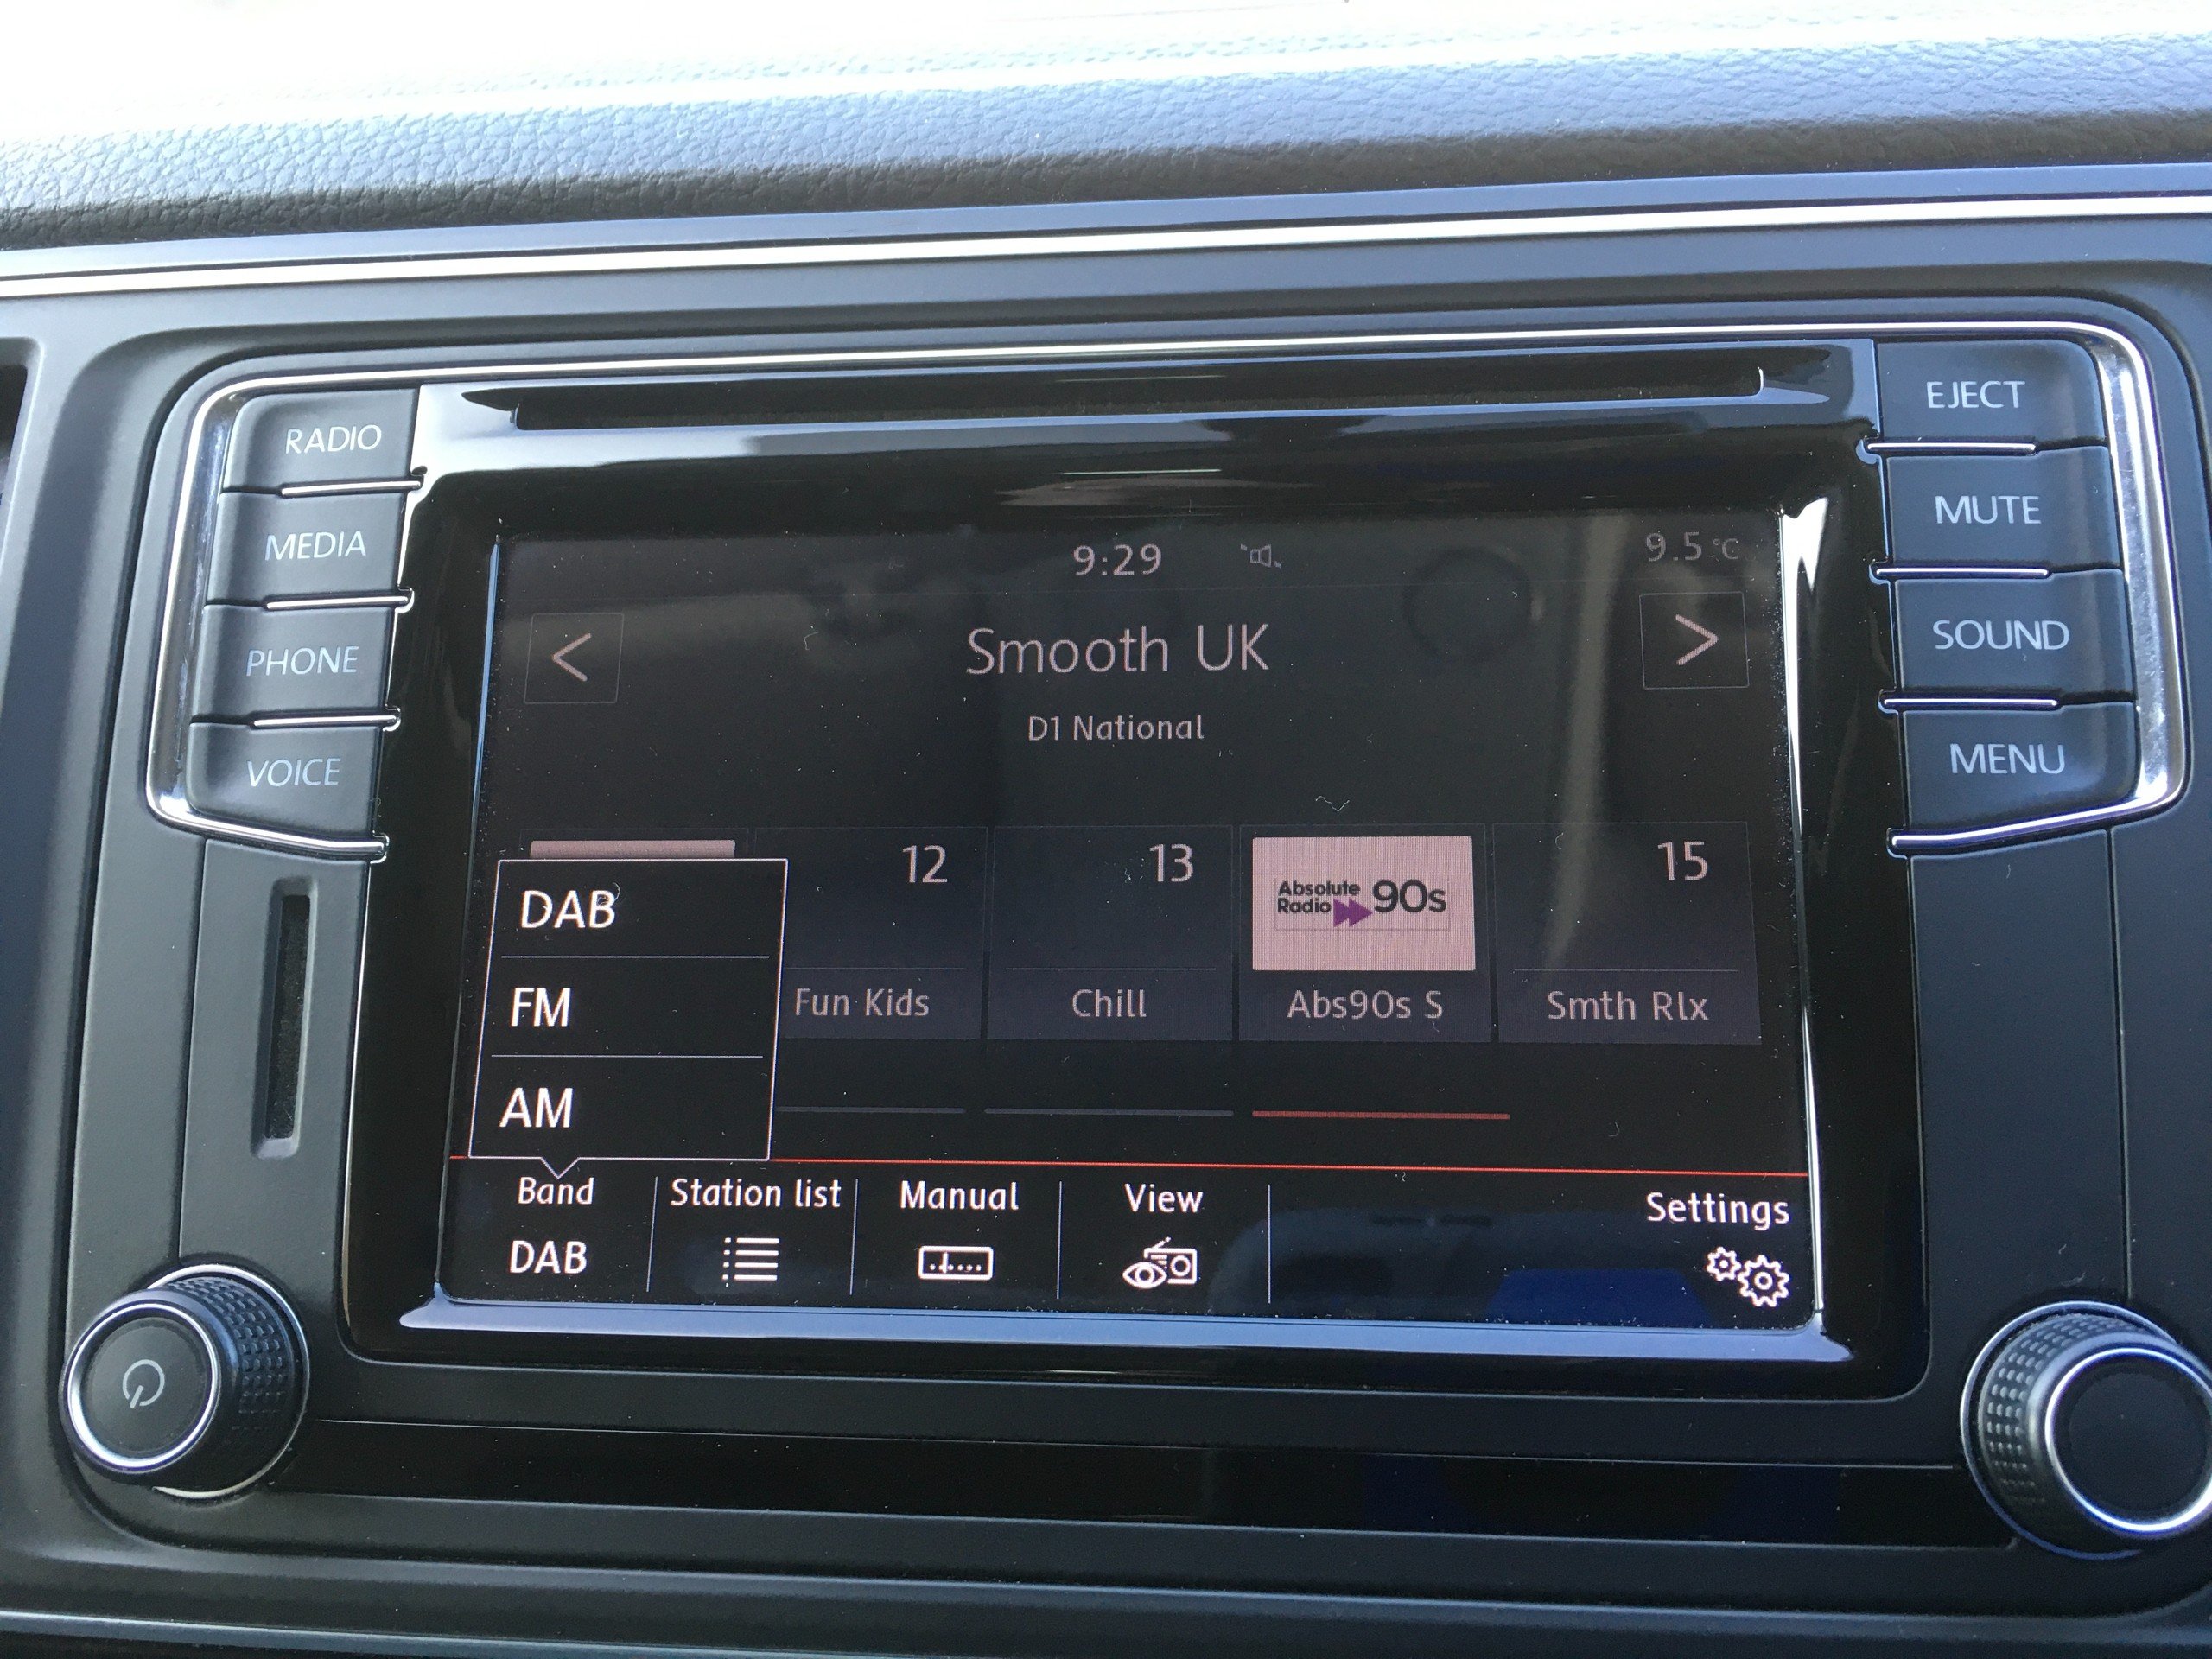 RADIO
MEDIA
PHONE
VOICE
EJECT
MUTE
SOUND
MENU
9:29
9.5 °C
<
Smooth UK
>
D1 National
12
13
15
Absolute
Radio 90s
Fun Kids
Chill
Abs90s S
Smth Rlx
DAB
FM
AM
Band
DAB
Station list
Manual
View
Settings